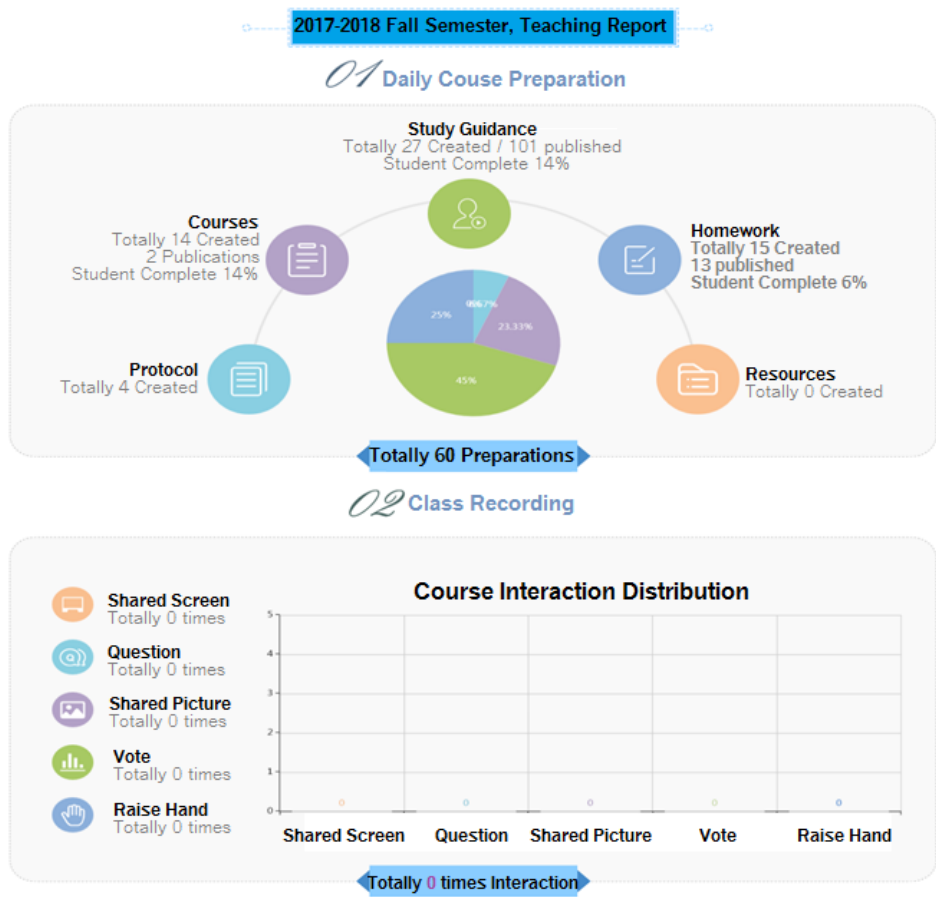 2017-2018 Fall Semester, Teaching Report
01 Daily Couse Preparation
Study Guidance
Totally 27 Created / 101 published
Student Complete 14%
Courses
Totally 14 Created
2 Publications
Student Complete 14%
Homework
Totally 15 Created
13 published
Student Complete 6%
25%
23.33%
45%
Protocol
Totally 4 Created
Resources
Totally 0 Created
Totally 60 Preparations
02 Class Recording
Course Interaction Distribution
Shared Screen
Totally 0 times
Question
Totally 0 times
Shared Picture
Totally 0 times
Vote
Totally 0 times
Raise Hand
Totally 0 times
5
4
3
2
1
0
0 0 0 0 0
Shared Screen Question Shared Picture Vote Raise Hand
Totally 0 times Interaction